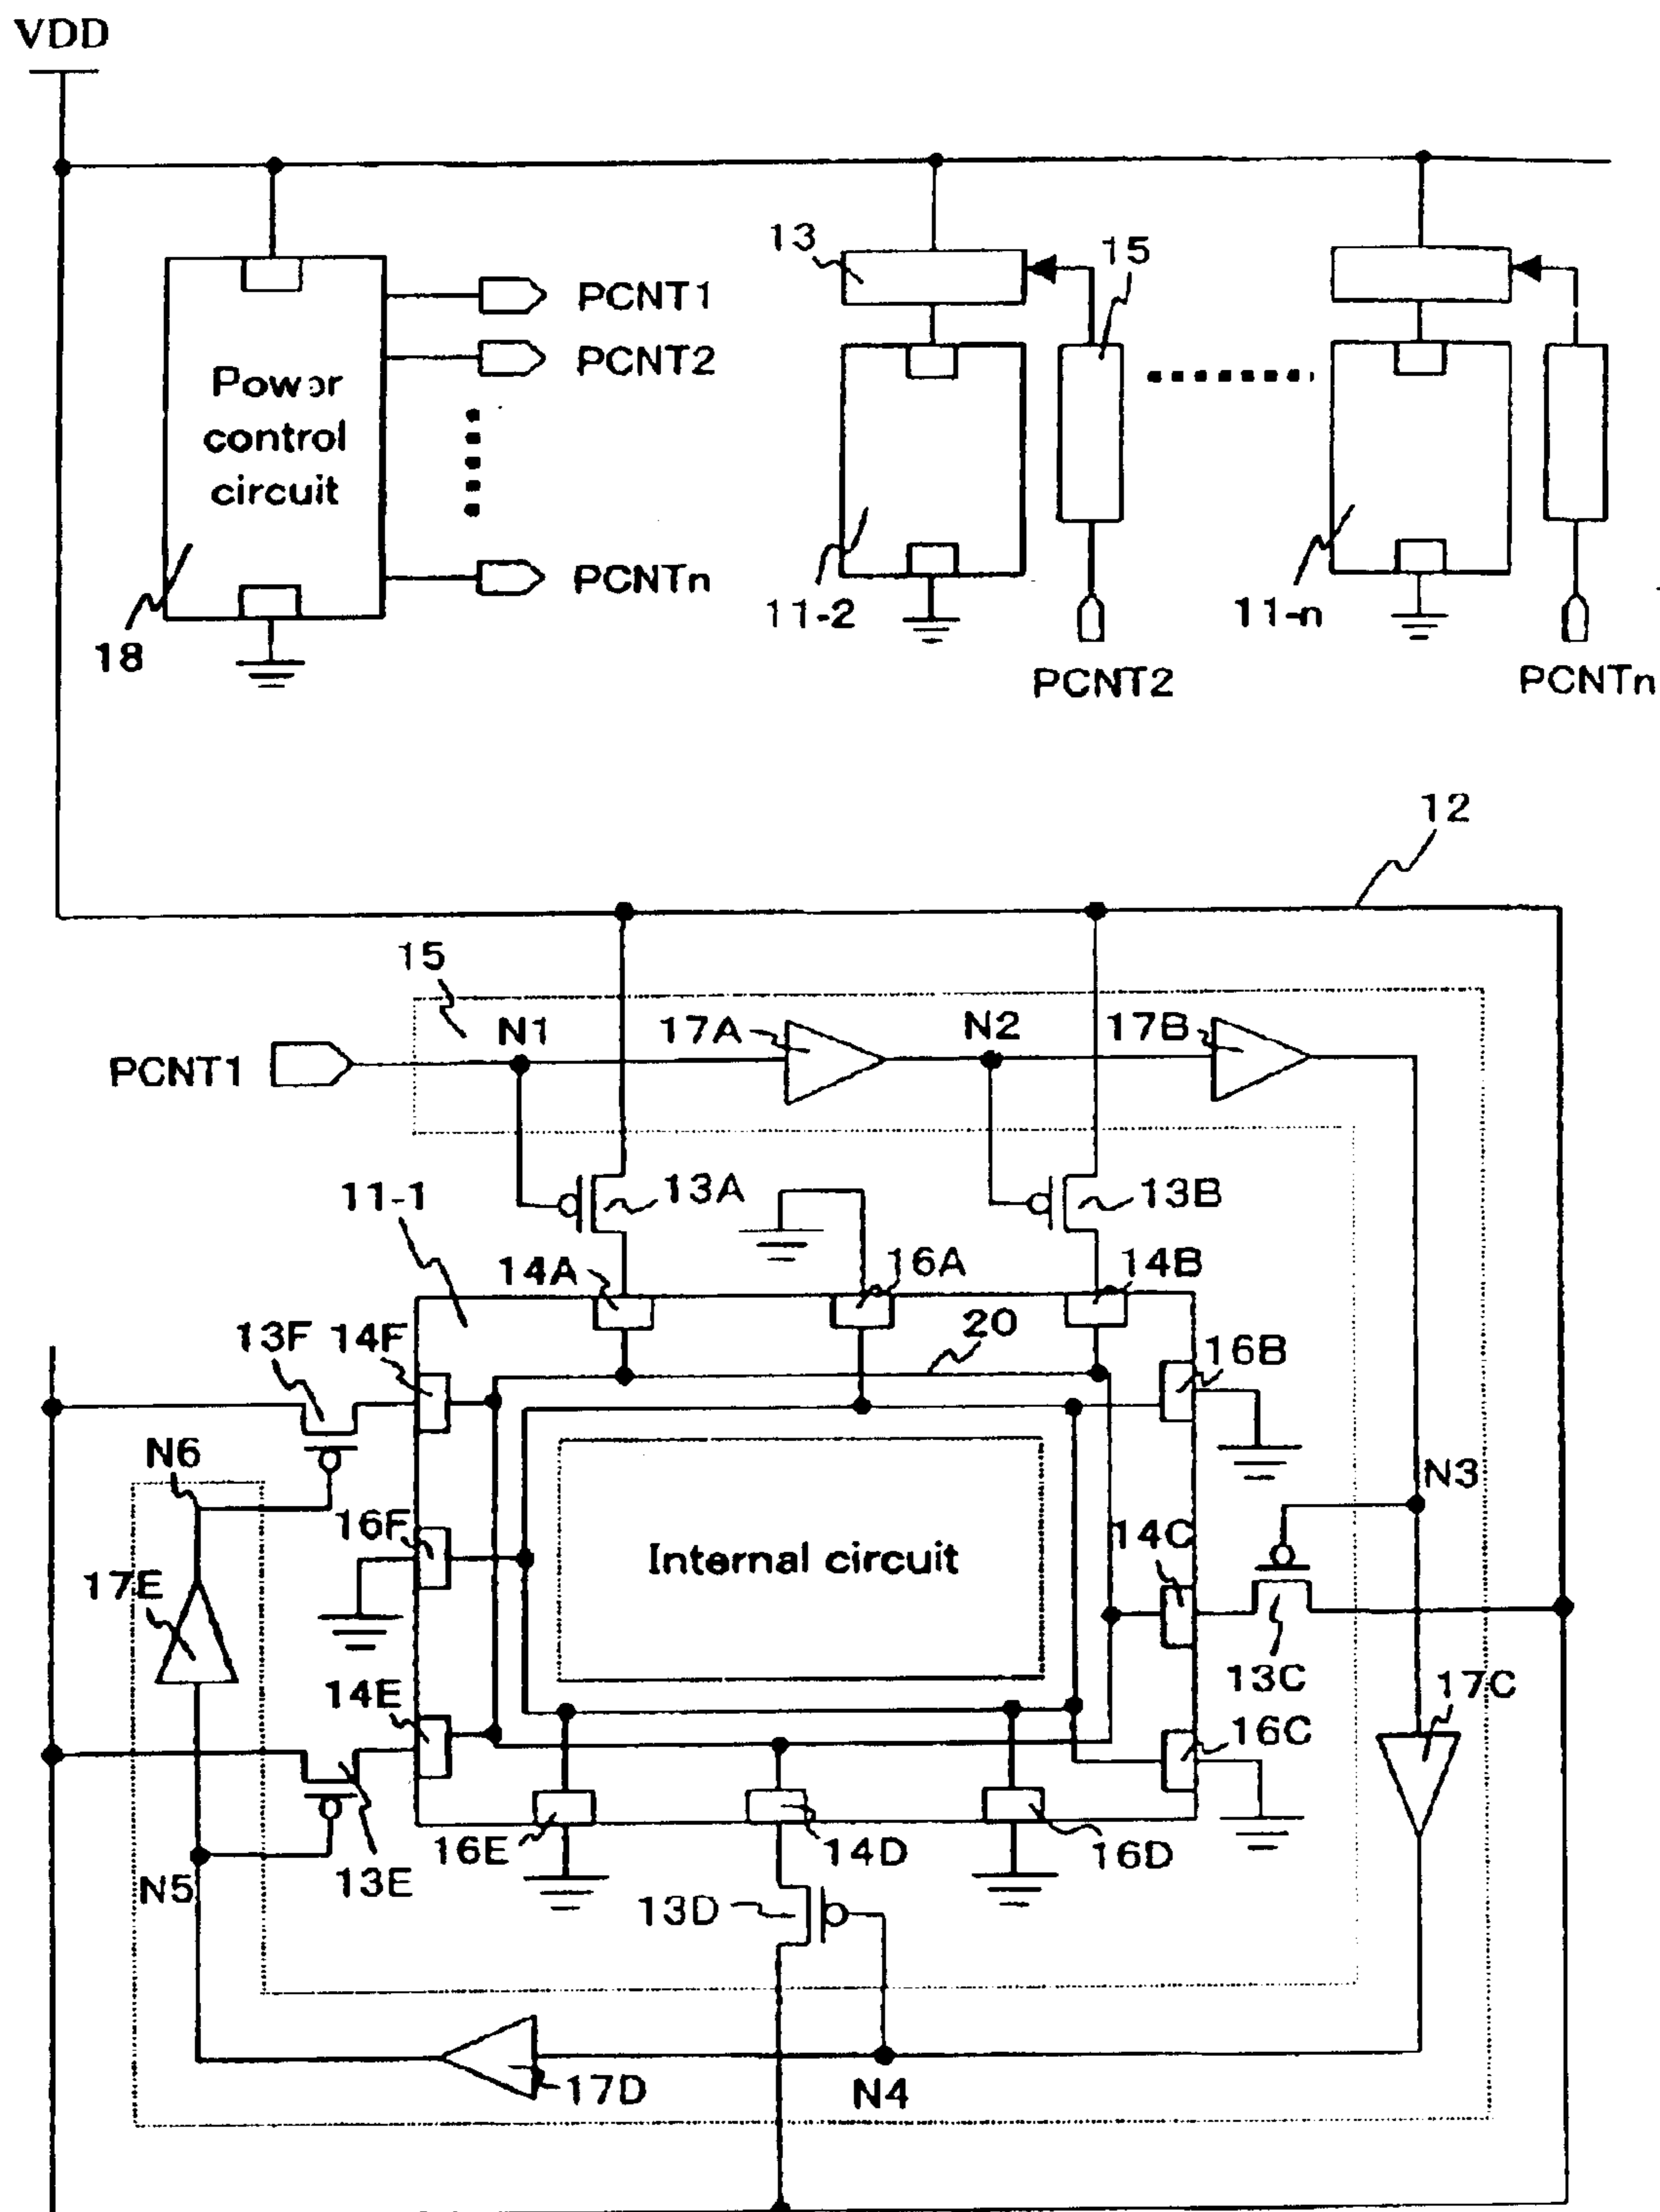 VDD
13
15
PCNT1
PCNT2
Power
control
circuit
PCNTn
18
11-2
11-n
PCNT2
PCNTn
12
15
N1
17A
N2
17B
PCNT1
11-1
13A
13B
14A
16A
14B
20
13F
14F
16B
N6
N3
16F
14C
17E
Internal circuit
13C
17C
14E
16C
16E
14D
16D
N5
13E
13D
17D
N4